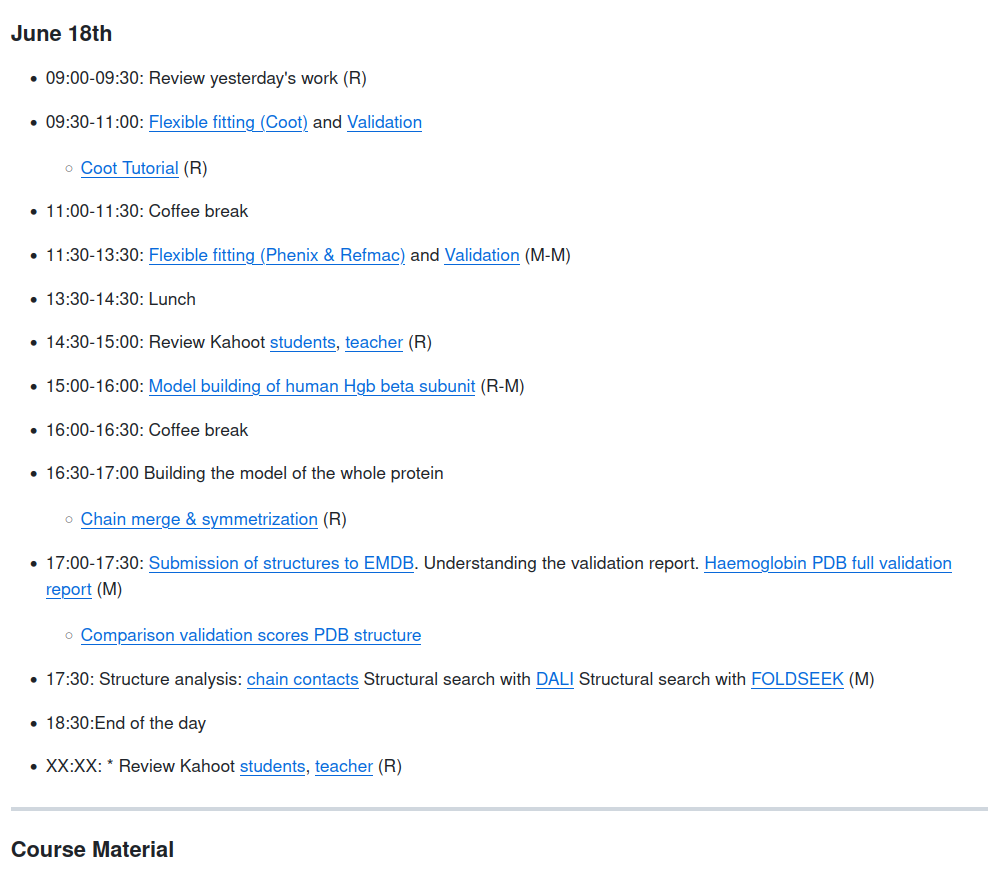 June 18th
• 09:00-09:30: Review yesterday's work (R)
• 09:30-11:00: Flexible fitting (Coot) and Validation
○ Coot Tutorial (R)
• 11:00-11:30: Coffee break
• 11:30-13:30: Flexible fitting (Phenix & Refmac) and Validation (M-M)
• 13:30-14:30: Lunch
• 14:30-15:00: Review Kahoot students, teacher (R)
• 15:00-16:00: Model building of human Hgb beta subunit (R-M)
• 16:00-16:30: Coffee break
• 16:30-17:00 Building the model of the whole protein
○ Chain merge & symmetrization (R)
• 17:00-17:30: Submission of structures to EMDB. Understanding the validation report. Haemoglobin PDB full validation
report (M)
○ Comparison validation scores PDB structure
• 17:30: Structure analysis: chain contacts Structural search with DALI Structural search with FOLDSEEK (M)
• 18:30:End of the day
• XX:XX: * Review Kahoot students, teacher (R)
Course Material